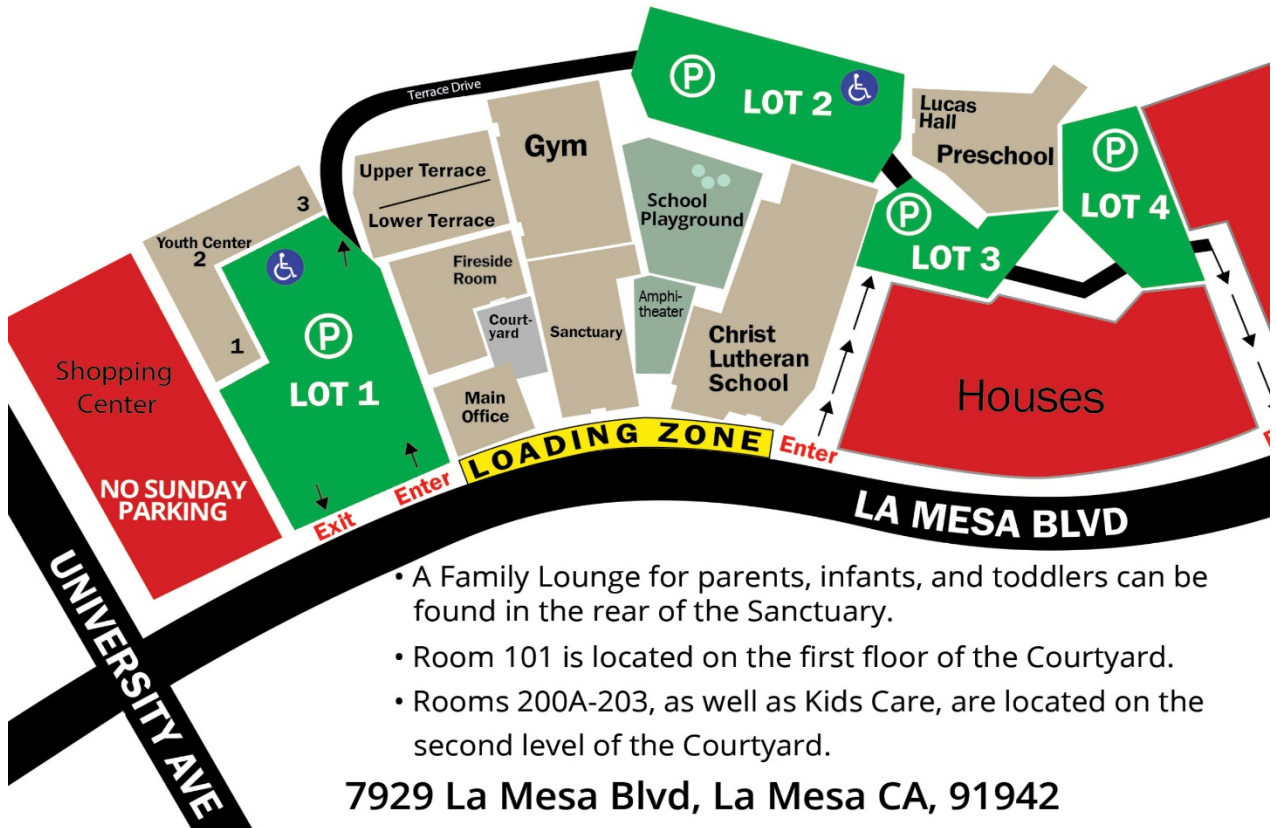 Terrace Drive
P
LOT 2
Lucas
Hall
Preschool
P
LOT 4
Gym
Upper Terrace
Lower Terrace
School
Playground
P
LOT 3
3
Youth Center
2
1
Fireside
Room
Court-
yard
Sanctuary
Amphi-
theater
Christ
Lutheran
School
P
LOT 1
Main
Office
Shopping
Center
NO SUNDAY
PARKING
Houses
LOADING ZONE
Enter
Enter
Exit
LA MESA BLVD
UNIVERSITY AVE
• A Family Lounge for parents, infants, and toddlers can be
found in the rear of the Sanctuary.
• Room 101 is located on the first floor of the Courtyard.
• Rooms 200A-203, as well as Kids Care, are located on the
second level of the Courtyard.
7929 La Mesa Blvd, La Mesa CA, 91942